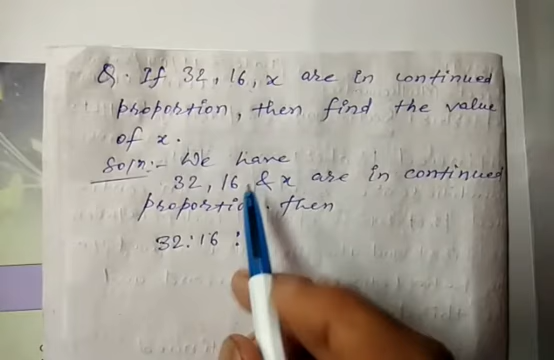 Q. If 32, 16, x are in continued
proportion, then find the value
of x.
Soln:- We have
32, 16 & x are in continued
then
32:16 :